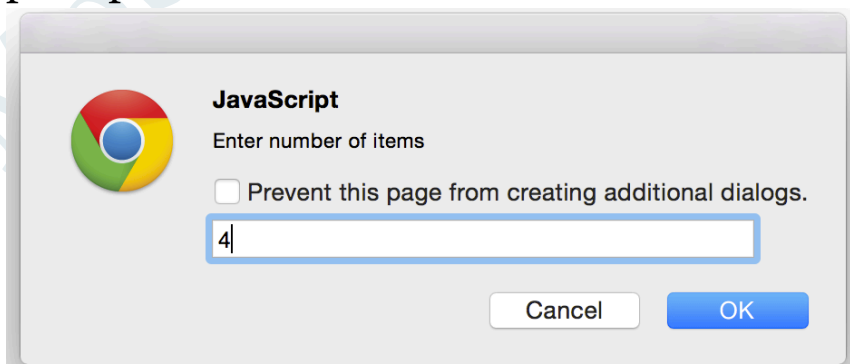 JavaScript
Enter number of items
Prevent this page from creating additional dialogs.
4
Cancel OK